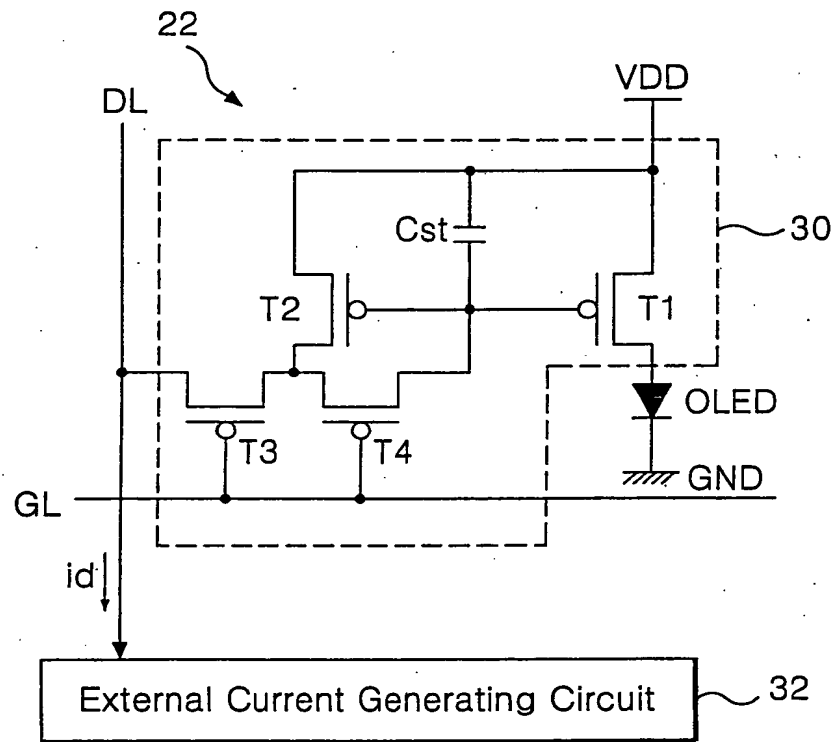 22
DL
VDD
Cst
30
T2
T1
OLED
T3
T4
GL
GND
id
External Current Generating Circuit
32